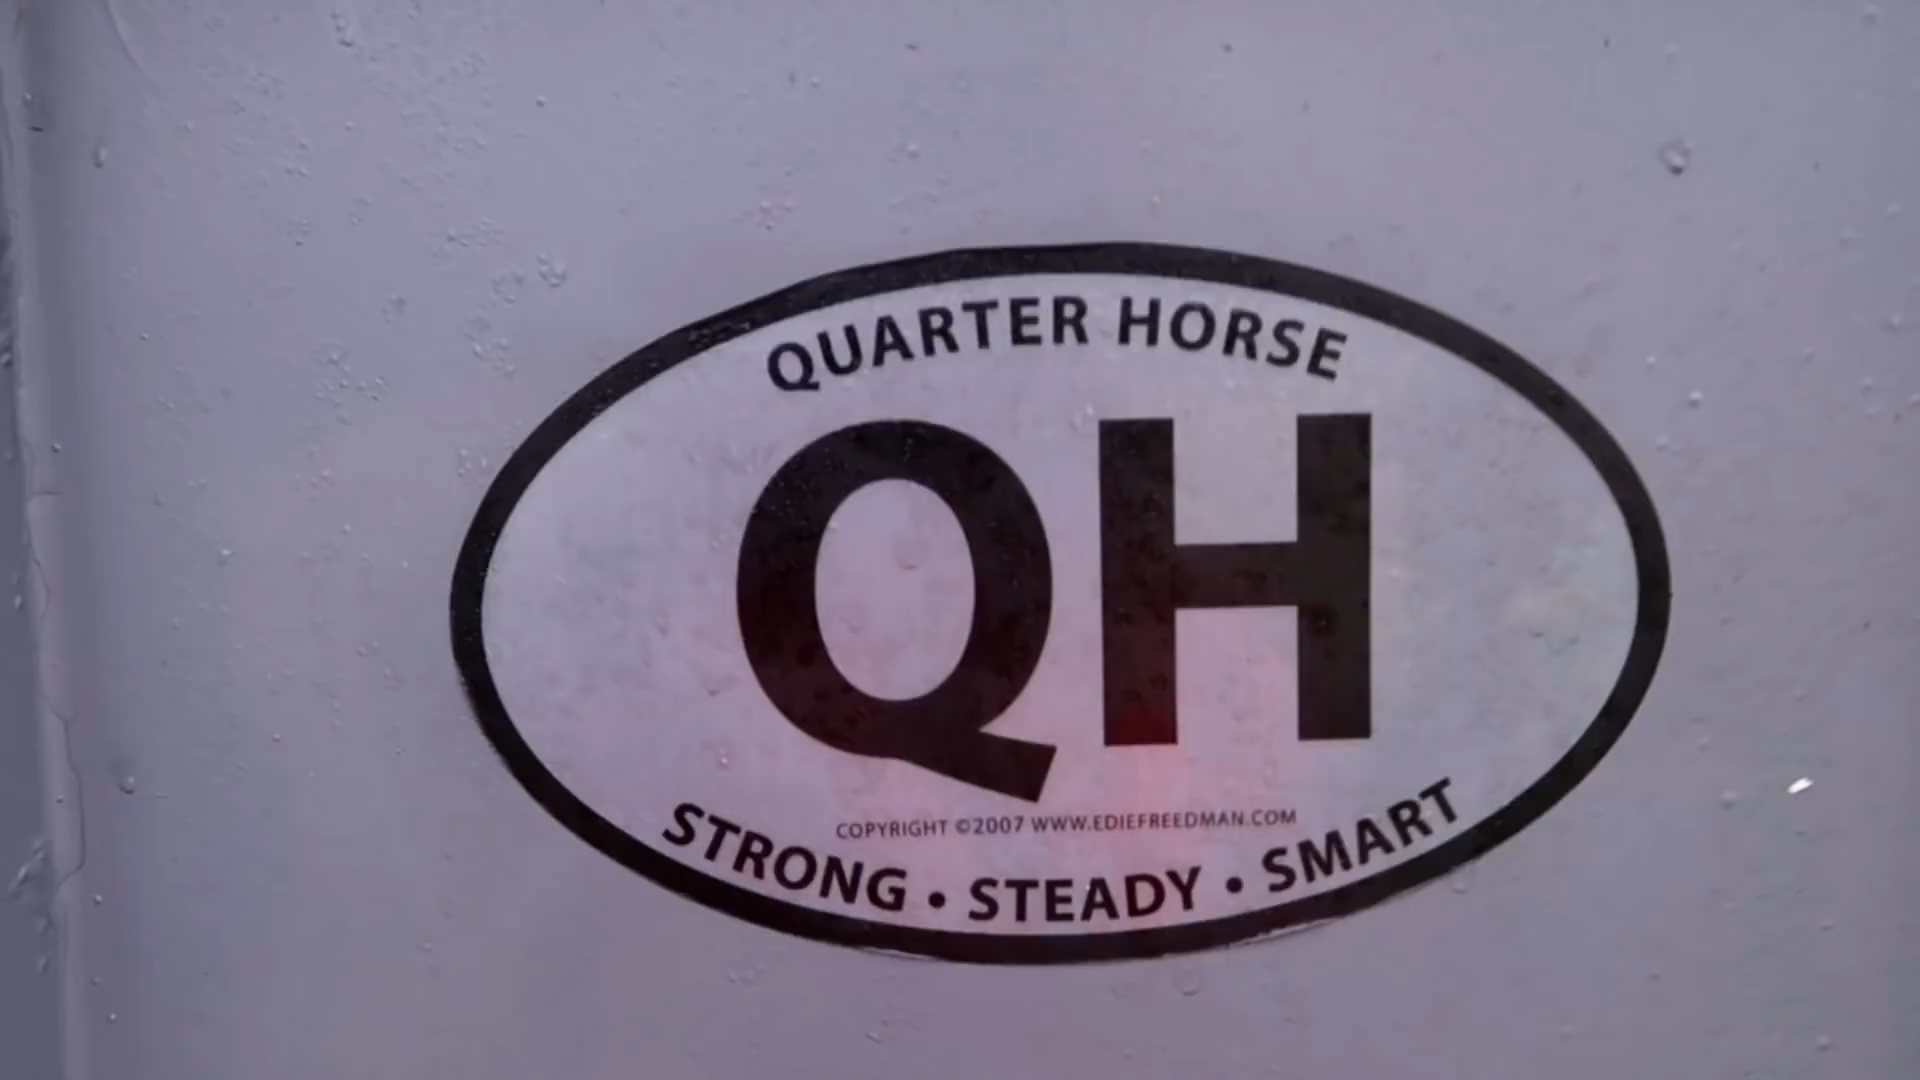 QUARTER HORSE
QH
COPYRIGHT ©2007 WWW.EDIEFREEDMAN.COM
STRONG • STEADY • SMART